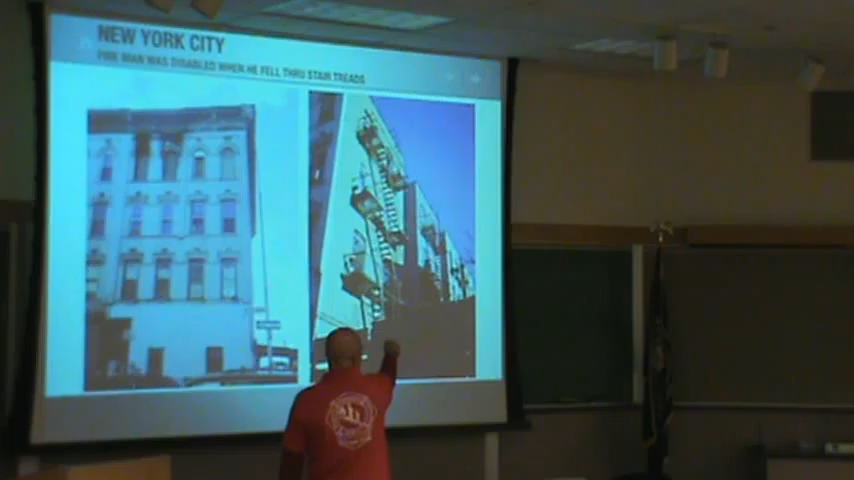 NEW YORK CITY
FIRE MAN WAS DISABLED WHEN HE FELL THRU STAIR TREADS